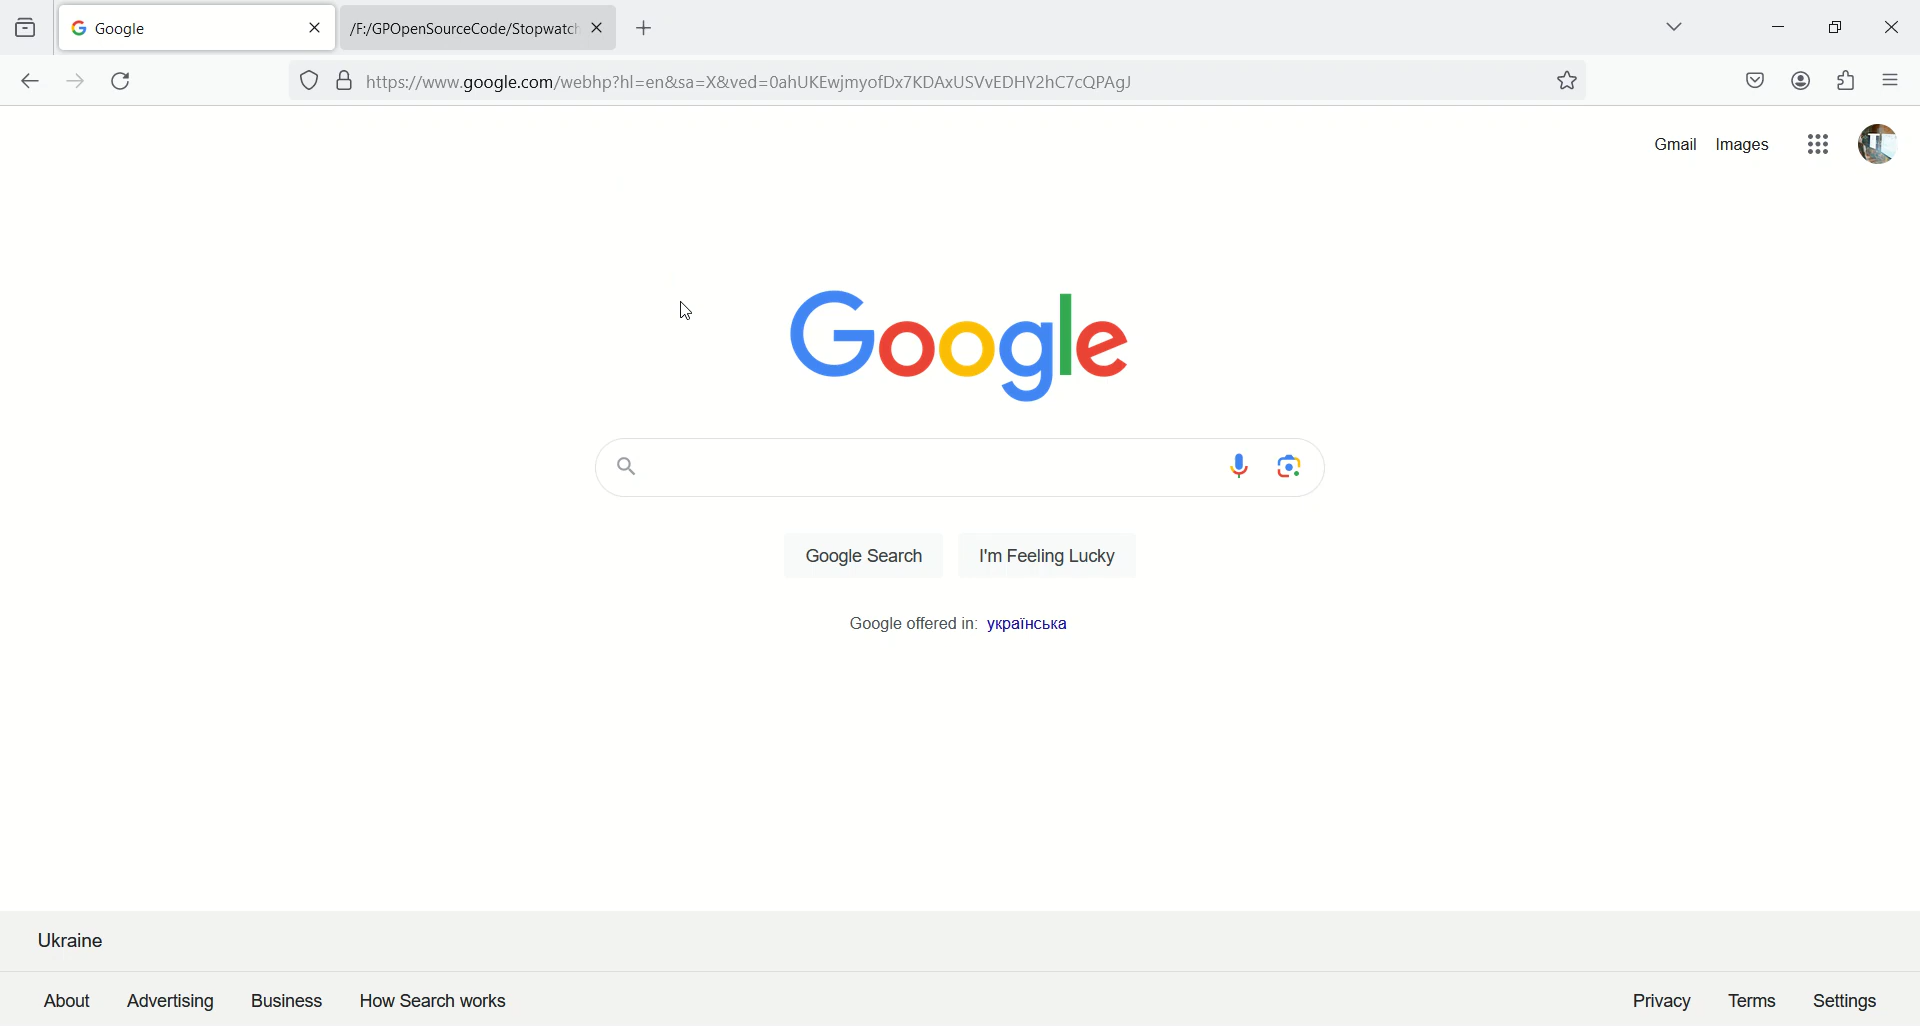 Google
/F:/GPOpenSourceCode/Stopwatch
https://www.google.com/webhp?hl=en&sa=X&ved=0ahUKEwjmyofDx7KDAxUSVvEDHY2hC7cQPAgJ
Gmail Images
Google
Google Search I'm Feeling Lucky
Google offered in: українська
Ukraine
About Advertising Business How Search works Privacy Terms Settings